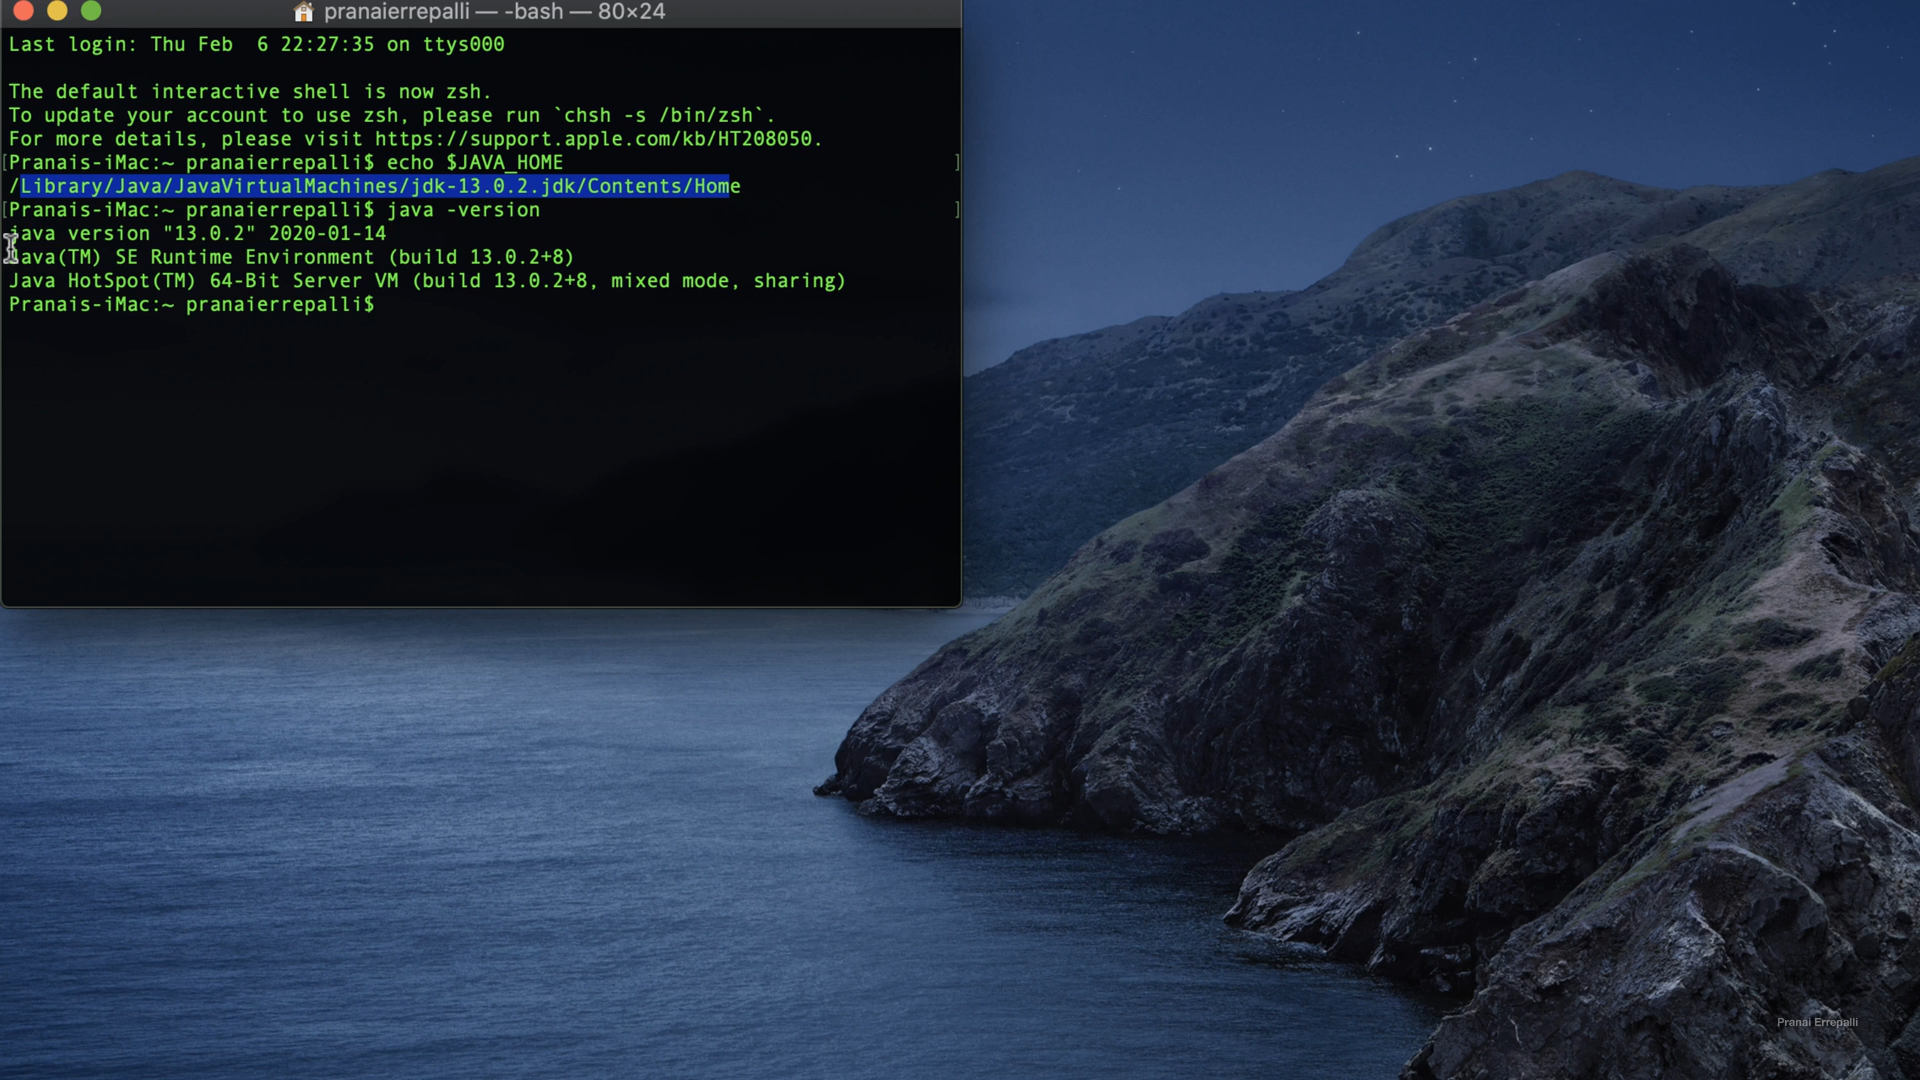 pranaierrepalli — -bash — 80×24
Last login: Thu Feb  6 22:27:35 on ttys000
The default interactive shell is now zsh.
To update your account to use zsh, please run `chsh -s /bin/zsh`.
For more details, please visit https://support.apple.com/kb/HT208050.
[Pranais-iMac:~ pranaierrepalli$ echo $JAVA_HOME ]
/Library/Java/JavaVirtualMachines/jdk-13.0.2.jdk/Contents/Home
[Pranais-iMac:~ pranaierrepalli$ java -version ]
java version "13.0.2" 2020-01-14
Java(TM) SE Runtime Environment (build 13.0.2+8)
Java HotSpot(TM) 64-Bit Server VM (build 13.0.2+8, mixed mode, sharing)
Pranais-iMac:~ pranaierrepalli$
Pranai Errepalli